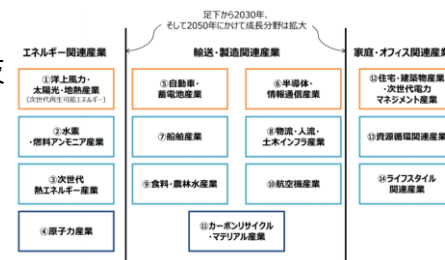 足下から2030年、
そして2050年にかけて成長分野は拡大
エネルギー関連産業
輸送・製造関連産業
家庭・オフィス関連産業
①洋上風力・
太陽光・地熱産業
(次世代再生可能エネルギー)
②水素
・燃料アンモニア産業
③次世代
熱エネルギー産業
④原子力産業
⑤自動車・
蓄電池産業
⑥半導体・
情報通信産業
⑦船舶産業
⑧物流・人流・
土木インフラ産業
⑨食料・農林水産業
⑩航空機産業
⑪カーボンリサイクル
・マテリアル産業
⑫住宅・建築物産業
・次世代電力
マネジメント産業
⑬資源循環関連産業
⑭ライフスタイル
関連産業